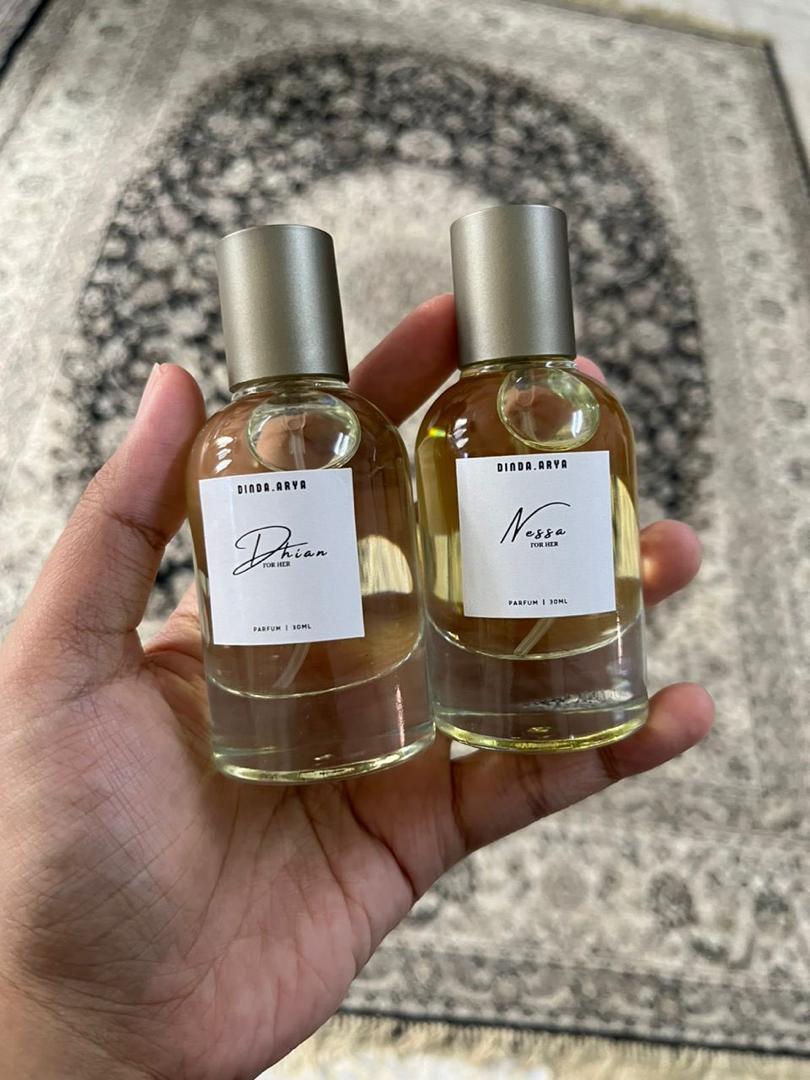 DINDA.ARYA
Dhian
FOR HER
PARFUM | 30ML
DINDA.ARYA
Nessa
FOR HER
PARFUM | 30ML